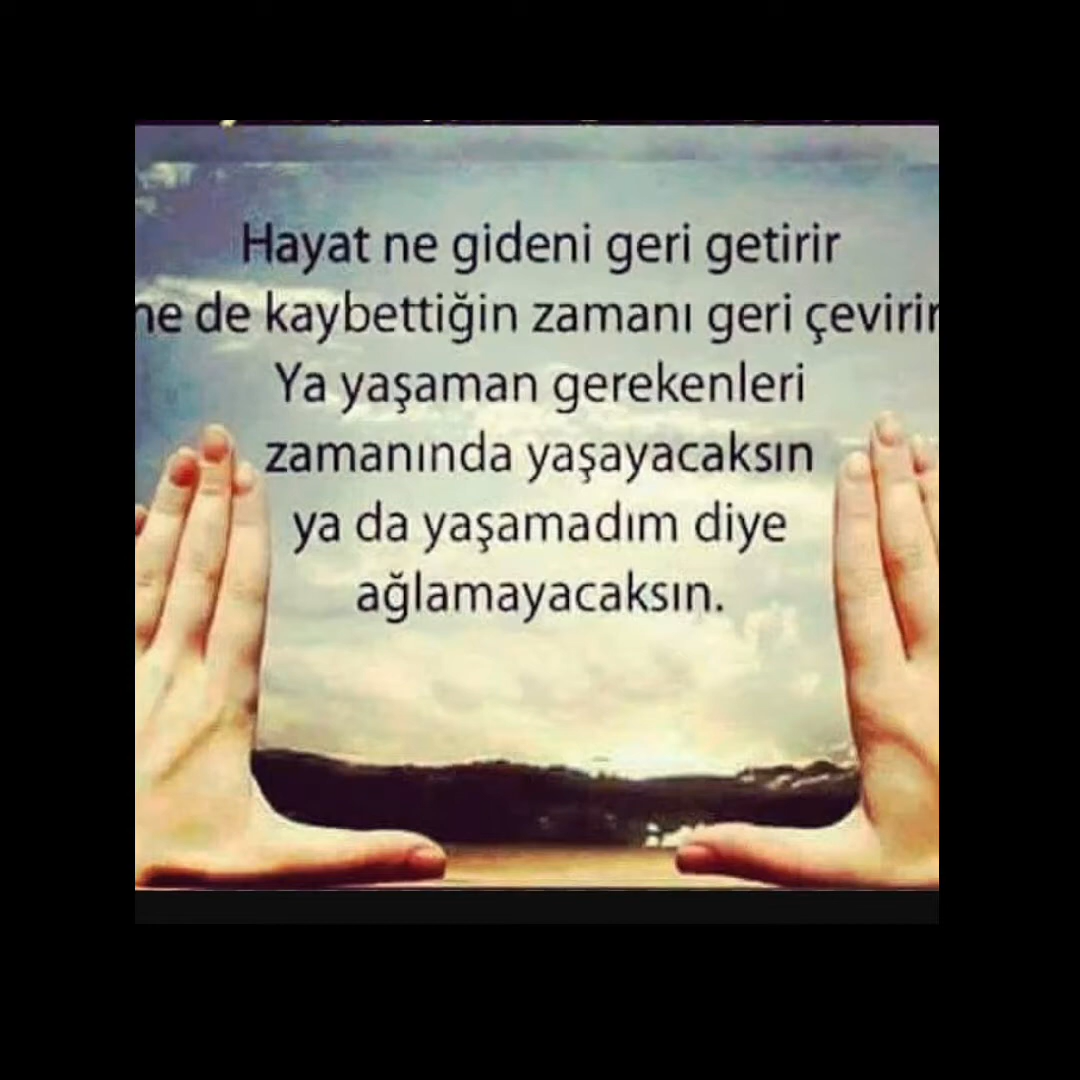 Hayat ne gideni geri getirir
ne de kaybettiğin zamanı geri çevirir
Ya yaşaman gerekenleri
zamanında yaşayacaksın
ya da yaşamadım diye
ağlamayacaksın.